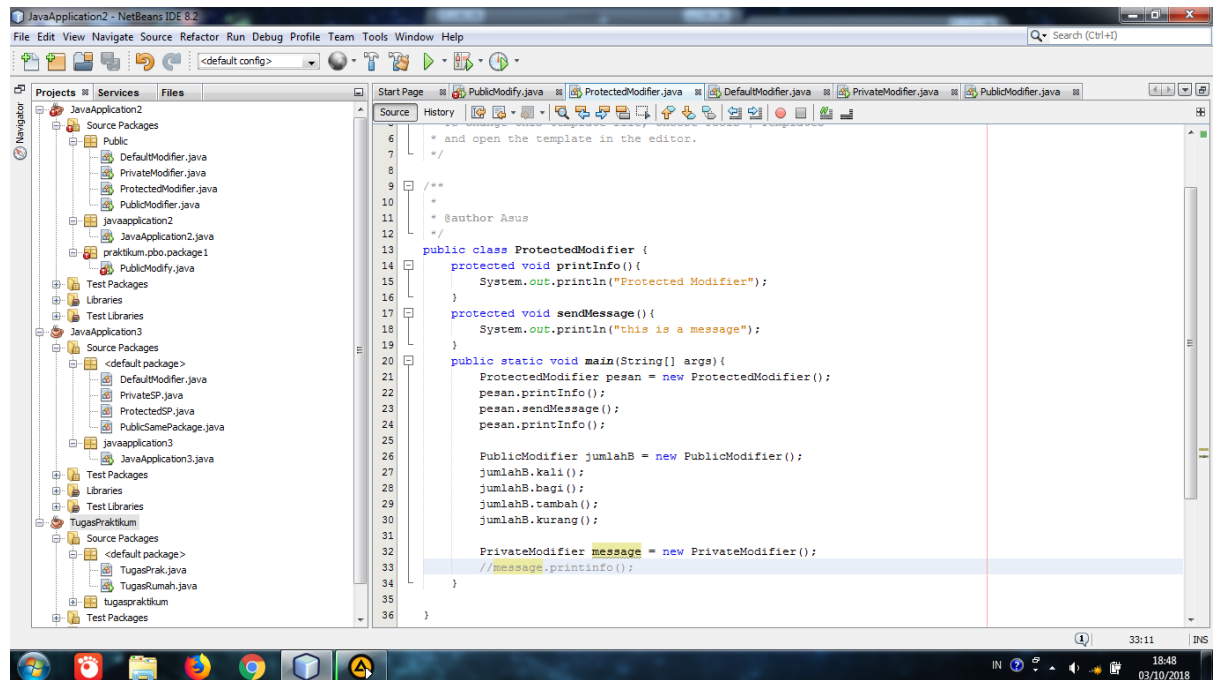 JavaApplication2 - NetBeans IDE 8.2
File Edit View Navigate Source Refactor Run Debug Profile Team Tools Window Help
Search (Ctrl+I)
<default config>
Projects Services Files
Navigator
JavaApplication2
Source Packages
Public
DefaultModifier.java
PrivateModifier.java
ProtectedModifier.java
PublicModifier.java
javaapplication2
JavaApplication2.java
praktikum.pbo.package1
PublicModify.java
Test Packages
Libraries
Test Libraries
JavaApplication3
Source Packages
<default package>
DefaultModifier.java
PrivateSP.java
ProtectedSP.java
PublicSamePackage.java
javaapplication3
JavaApplication3.java
Test Packages
Libraries
Test Libraries
TugasPraktikum
Source Packages
<default package>
TugasPrak.java
TugasRumah.java
tugaspraktikum
Test Packages
Start Page PublicModify.java ProtectedModifier.java DefaultModifier.java PrivateModifier.java PublicModifier.java
Source History
6 * and open the template in the editor.
7 */
8
9 /**
10 *
11 * @author Asus
12 */
13 public class ProtectedModifier {
14 protected void printInfo(){
15 System.out.println("Protected Modifier");
16 }
17 protected void sendMessage(){
18 System.out.println("this is a message");
19 }
20 public static void main(String[] args){
21 ProtectedModifier pesan = new ProtectedModifier();
22 pesan.printInfo();
23 pesan.sendMessage();
24 pesan.printInfo();
25
26 PublicModifier jumlahB = new PublicModifier();
27 jumlahB.kali();
28 jumlahB.bagi();
29 jumlahB.tambah();
30 jumlahB.kurang();
31
32 PrivateModifier message = new PrivateModifier();
33 //message.printinfo();
34 }
35
36 }
1 33:11 INS
IN 18:48
03/10/2018